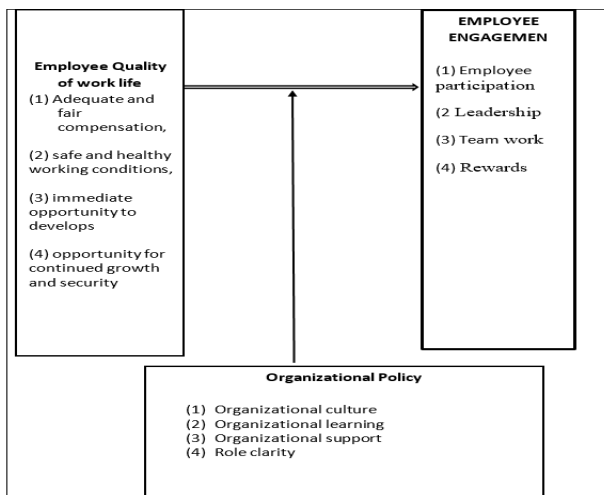 Employee Quality
of work life
(1) Adequate and
fair
compensation,
(2) safe and healthy
working conditions,
(3) immediate
opportunity to
develops
(4) opportunity for
continued growth
and security
EMPLOYEE
ENGAGEMEN
(1) Employee
participation
(2 Leadership
(3) Team work
(4) Rewards
Organizational Policy
(1) Organizational culture
(2) Organizational learning
(3) Organizational support
(4) Role clarity